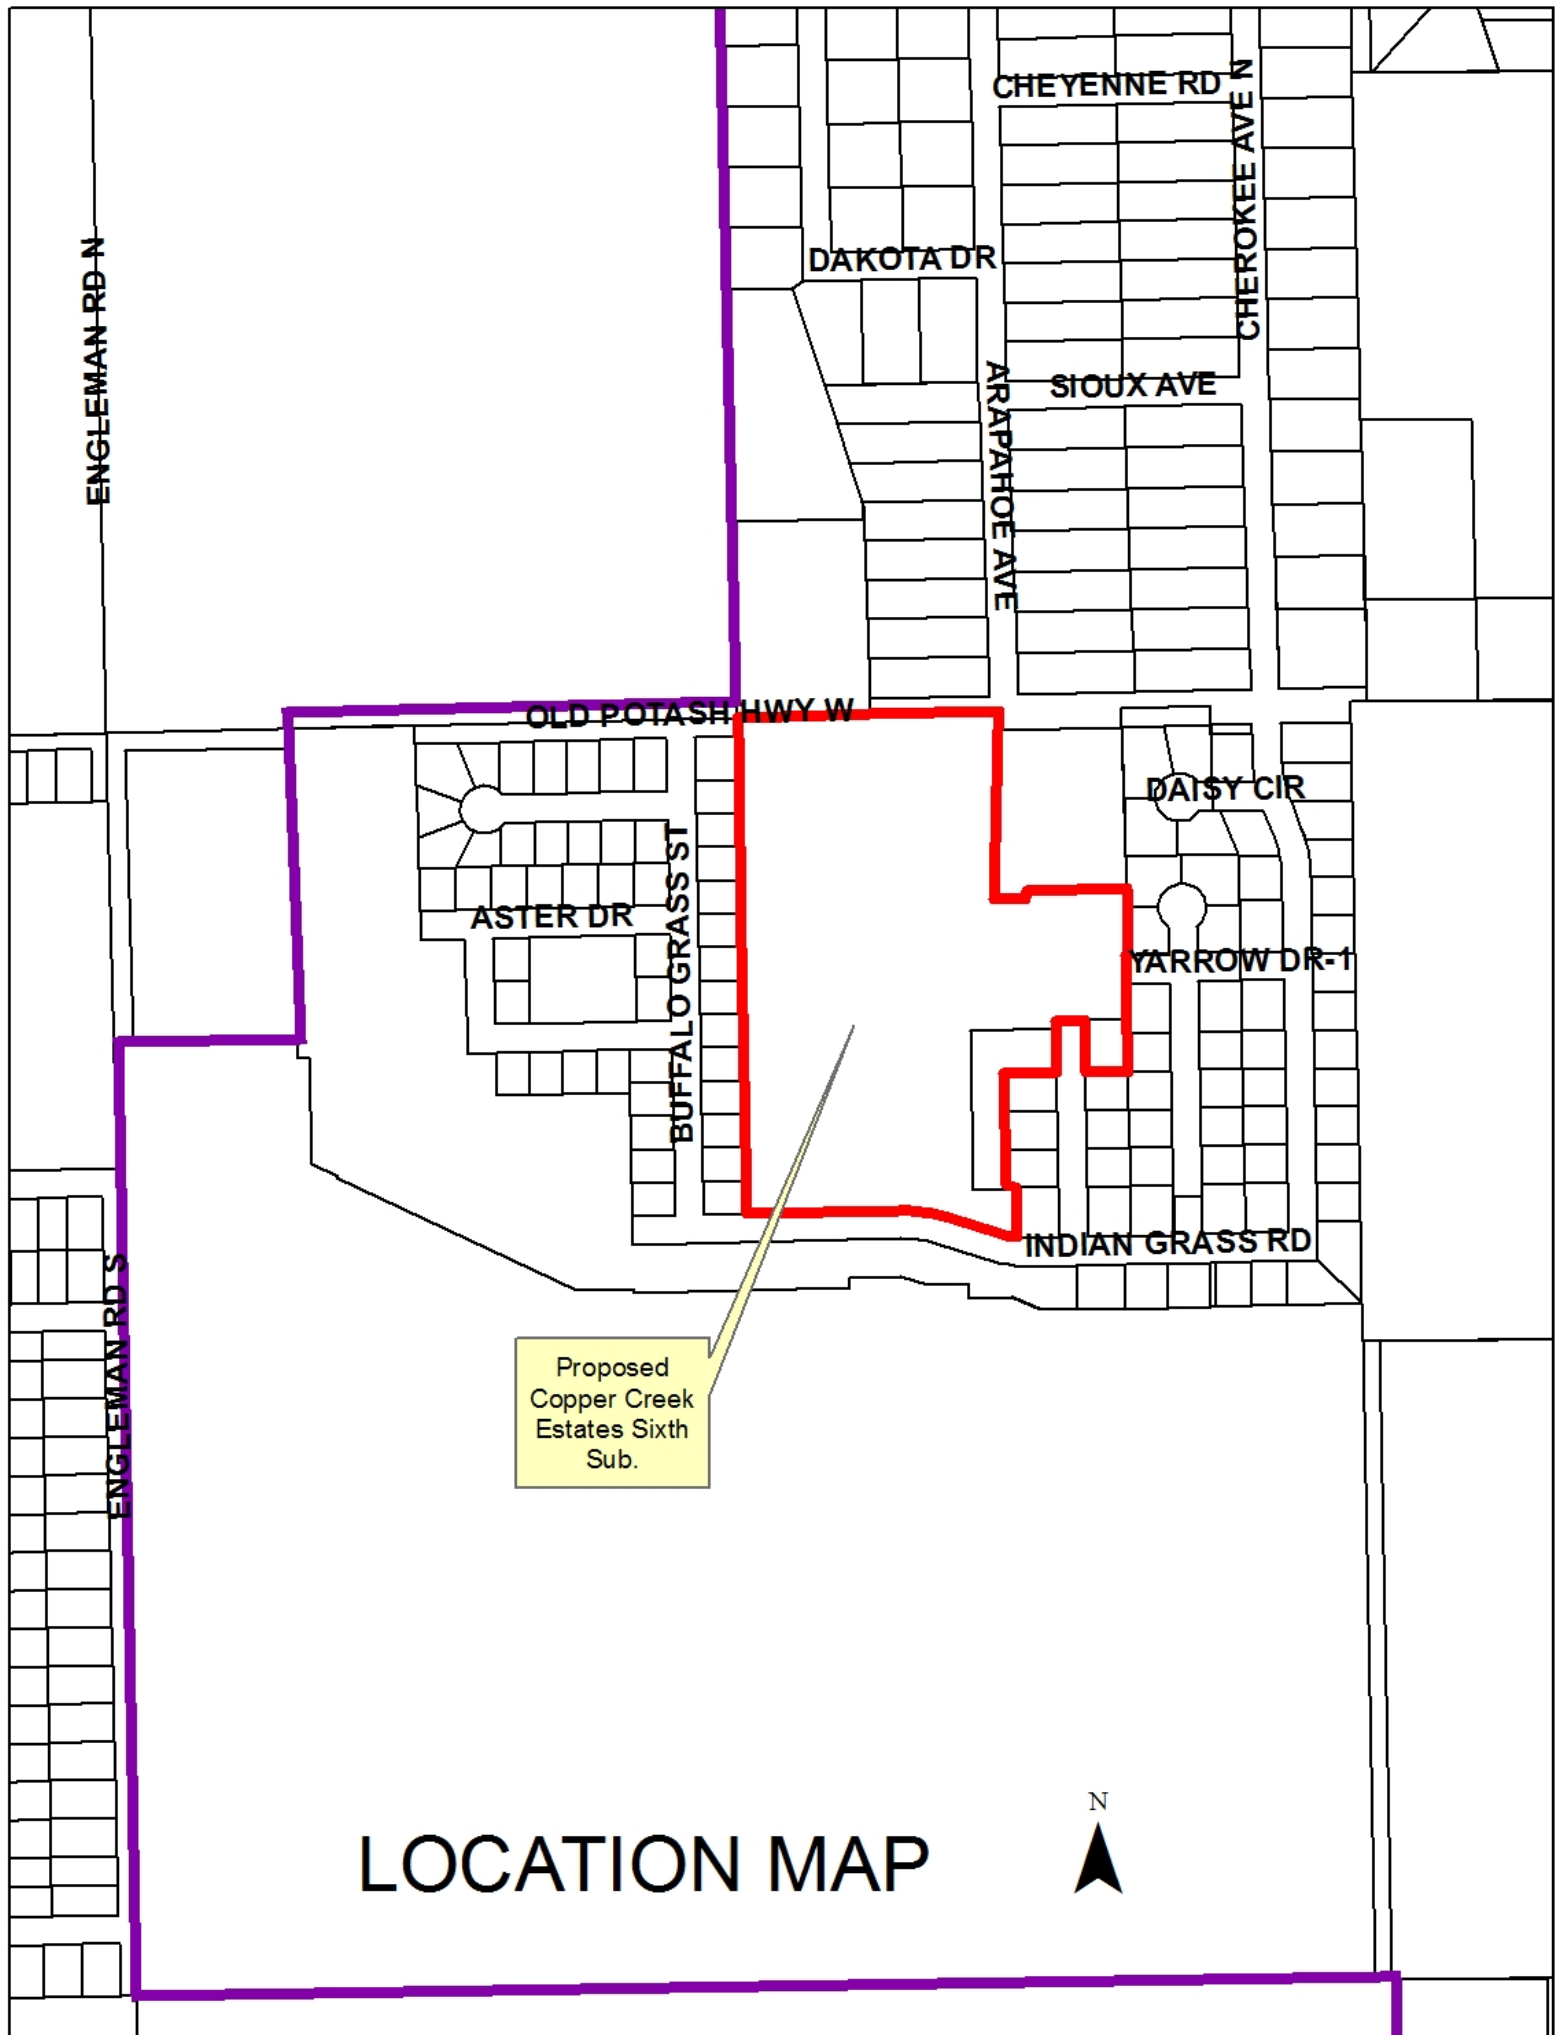 CHEYENNE RD
CHEROKEE AVE N
DAKOTA DR
ENGLEMAN RD N
SIOUX AVE
ARAPAHOE AVE
OLD POTASH HWY W
DAISY CIR
BUFFALO GRASS ST
ASTER DR
YARROW DR-1
INDIAN GRASS RD
ENGLEMAN RD S
Proposed
Copper Creek
Estates Sixth
Sub.
N
LOCATION MAP